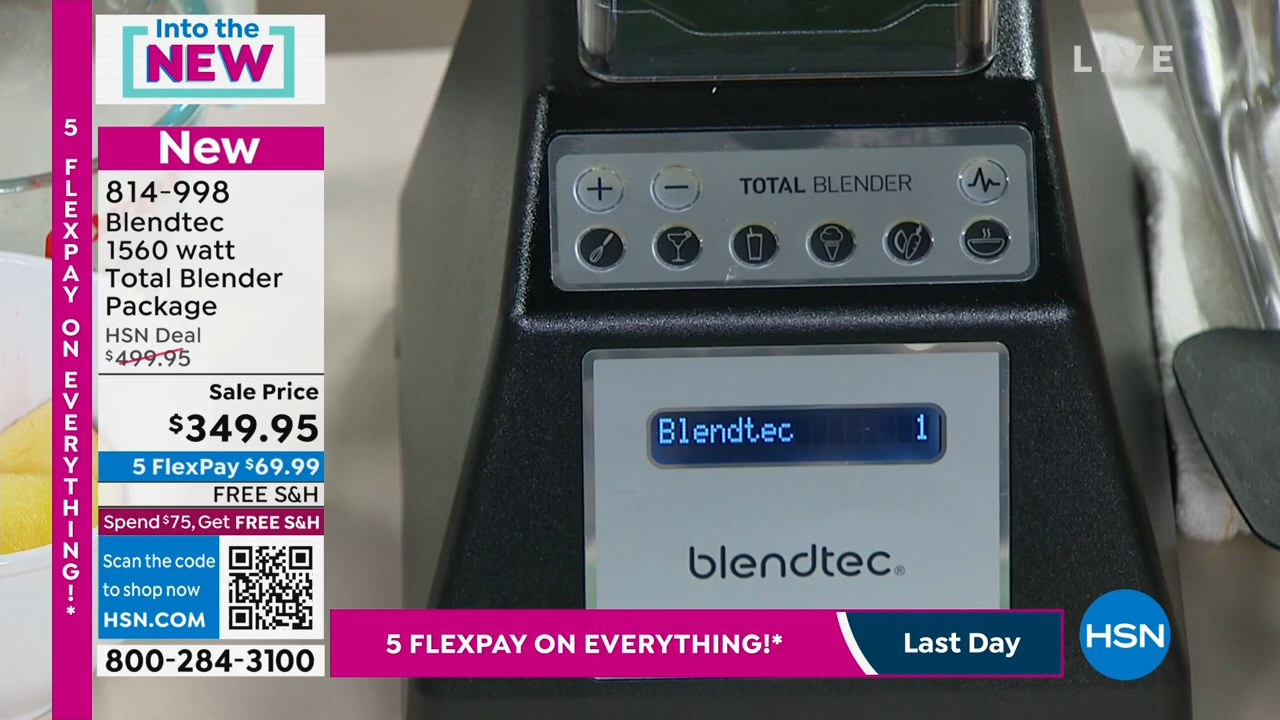 Into the
NEW
5 FLEXPAY ON EVERYTHING!*
New
814-998
Blendtec
1560 watt
Total Blender
Package
HSN Deal
$499.95
Sale Price
$349.95
5 FlexPay $69.99
FREE S&H
Spend $75, Get FREE S&H
Scan the code
to shop now
HSN.COM
800-284-3100
LIVE
TOTAL BLENDER
Blendtec 1
blendtec®
5 FLEXPAY ON EVERYTHING!*
Last Day
HSN